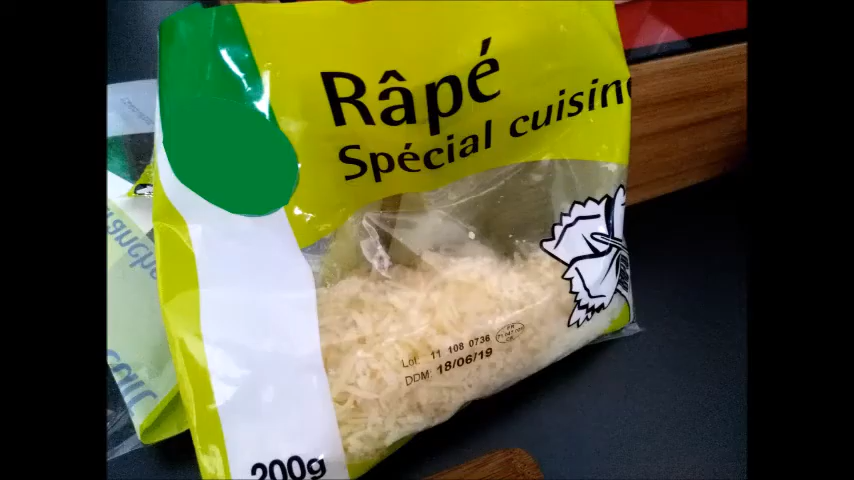 Râpé
Spécial cuisine
Lot: 11 108 0736
DDM: 18/06/19
200g